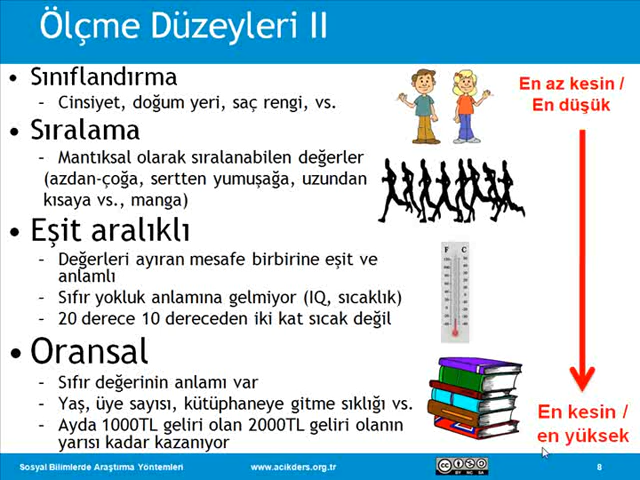 Ölçme Düzeyleri II
• Sınıflandırma
– Cinsiyet, doğum yeri, saç rengi, vs.
• Sıralama
– Mantıksal olarak sıralanabilen değerler
(azdan-çoğa, sertten yumuşağa, uzundan
kısaya vs., manga)
• Eşit aralıklı
– Değerleri ayıran mesafe birbirine eşit ve
anlamlı
– Sıfır yokluk anlamına gelmiyor (IQ, sıcaklık)
– 20 derece 10 dereceden iki kat sıcak değil
• Oransal
– Sıfır değerinin anlamı var
– Yaş, üye sayısı, kütüphaneye gitme sıklığı vs.
– Ayda 1000TL geliri olan 2000TL geliri olanın
yarısı kadar kazanıyor
En az kesin /
En düşük
F C
En kesin /
en yüksek
Sosyal Bilimlerde Araştırma Yöntemleri
www.acikders.org.tr
cc
BY NC SA
8